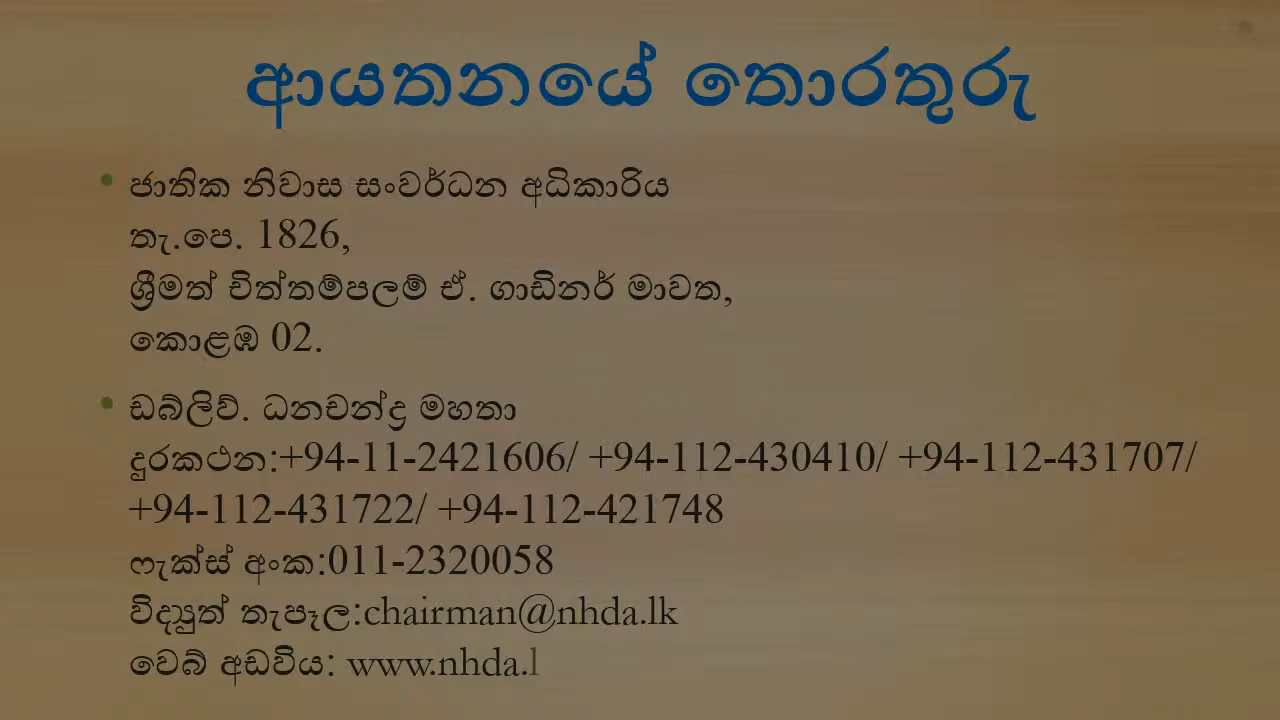 ආයතනයේ තොරතුරු
• ජාතික නිවාස සංවර්ධන අධිකාරිය
තැ.පෙ. 1826,
ශ්‍රීමත් චිත්තම්පලම් ඒ. ගාඩිනර් මාවත,
කොළඹ 02.
• ඩබ්ලිව්. ධනචන්ද්‍ර මහතා
දුරකථන:+94-11-2421606/ +94-112-430410/ +94-112-431707/
+94-112-431722/ +94-112-421748
ෆැක්ස් අංක:011-2320058
විද්‍යුත් තැපෑල:chairman@nhda.lk
වෙබ් අඩවිය: www.nhda.l